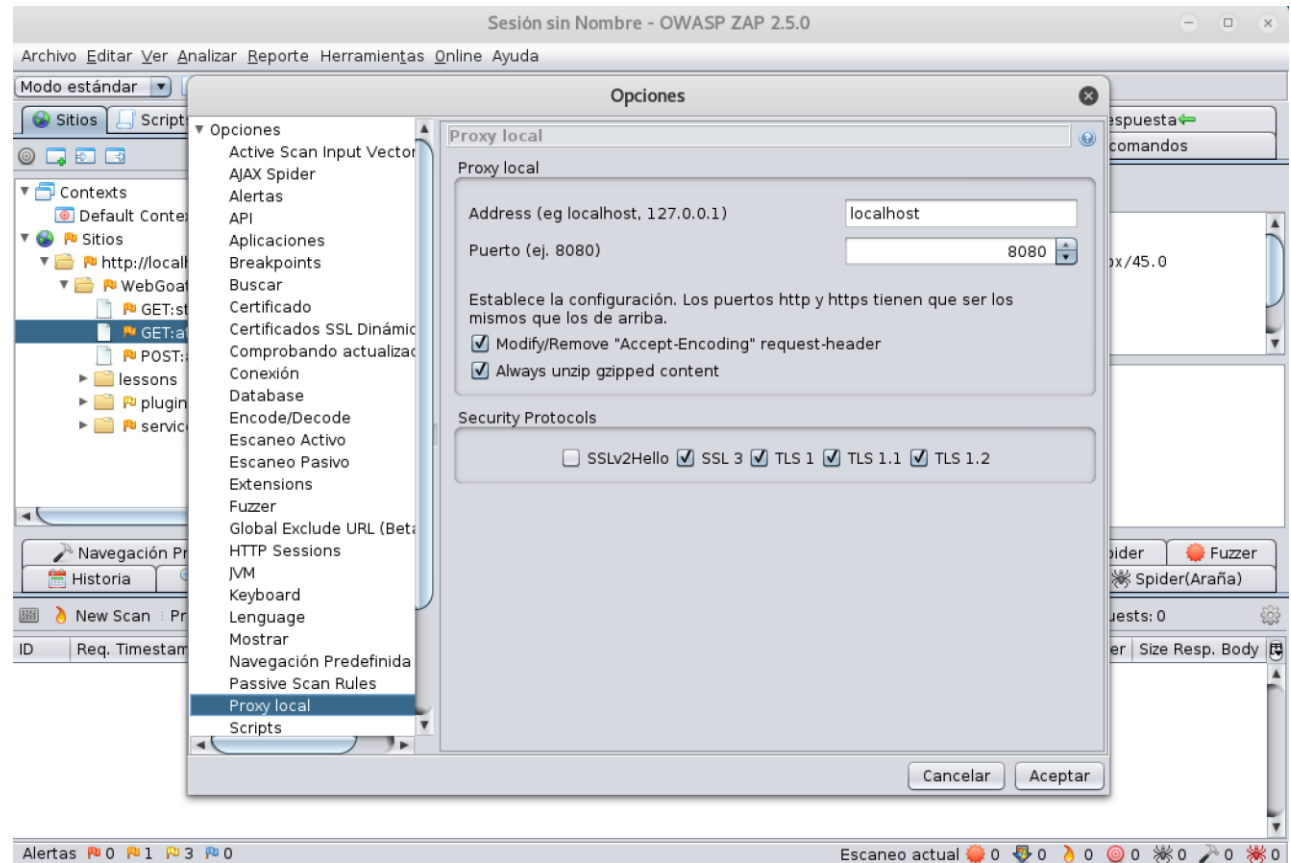 Sesión sin Nombre - OWASP ZAP 2.5.0
Archivo Editar Ver Analizar Reporte Herramientas Online Ayuda
Modo estándar
Sitios Script
espuesta
comandos
Contexts
Default Conte
Sitios
http://locall
WebGoat
GET:st
GET:at
POST:
lessons
plugin
servic
ox/45.0
Opciones
Opciones
Active Scan Input Vector
AJAX Spider
Alertas
API
Aplicaciones
Breakpoints
Buscar
Certificado
Certificados SSL Dinámic
Comprobando actualizac
Conexión
Database
Encode/Decode
Escaneo Activo
Escaneo Pasivo
Extensions
Fuzzer
Global Exclude URL (Beta
HTTP Sessions
JVM
Keyboard
Lenguage
Mostrar
Navegación Predefinida
Passive Scan Rules
Proxy local
Scripts
Proxy local
Proxy local
Address (eg localhost, 127.0.0.1) localhost
Puerto (ej. 8080) 8080
Establece la configuración. Los puertos http y https tienen que ser los
mismos que los de arriba.
Modify/Remove "Accept-Encoding" request-header
Always unzip gzipped content
Security Protocols
SSLv2Hello SSL 3 TLS 1 TLS 1.1 TLS 1.2
Cancelar Aceptar
Navegación Pr
pider Fuzzer
Historia
Spider(Araña)
New Scan Pr
uests: 0
ID Req. Timestam
er Size Resp. Body
Alertas 0 1 3 0
Escaneo actual 0 0 0 0 0 0 0